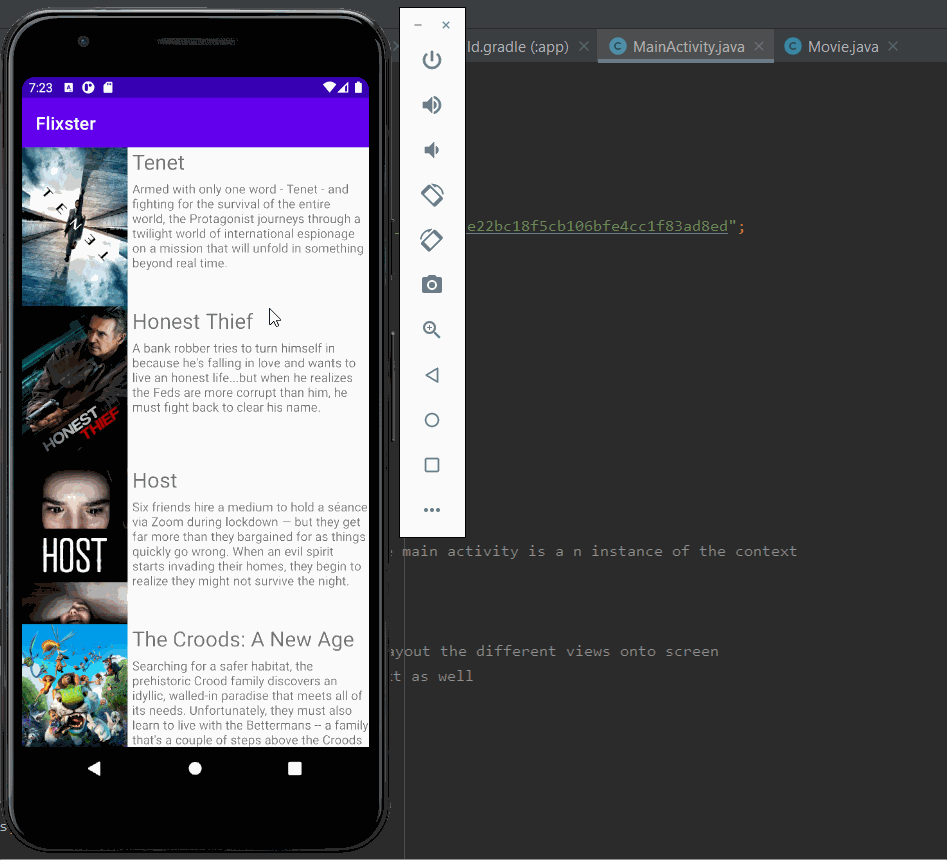 ld.gradle (:app)
MainActivity.java
Movie.java
7:23
Flixster
TENET
Tenet
Armed with only one word - Tenet - and
fighting for the survival of the entire
world, the Protagonist journeys through a
twilight world of international espionage
on a mission that will unfold in something
beyond real time.
e22bc18f5cb106bfe4cc1f83ad8ed";
HONEST
THIEF
Honest Thief
A bank robber tries to turn himself in
because he's falling in love and wants to
live an honest life...but when he realizes
the Feds are more corrupt than him, he
must fight back to clear his name.
HOST
Host
Six friends hire a medium to hold a séance
via Zoom during lockdown — but they get
far more than they bargained for as things
quickly go wrong. When an evil spirit
starts invading their homes, they begin to
realize they might not survive the night.
main activity is a n instance of the context
The Croods: A New Age
Searching for a safer habitat, the
prehistoric Crood family discovers an
idyllic, walled-in paradise that meets all of
its needs. Unfortunately, they must also
learn to live with the Bettermans – a family
that's a couple of steps above the Croods
ayout the different views onto screen
t as well
s